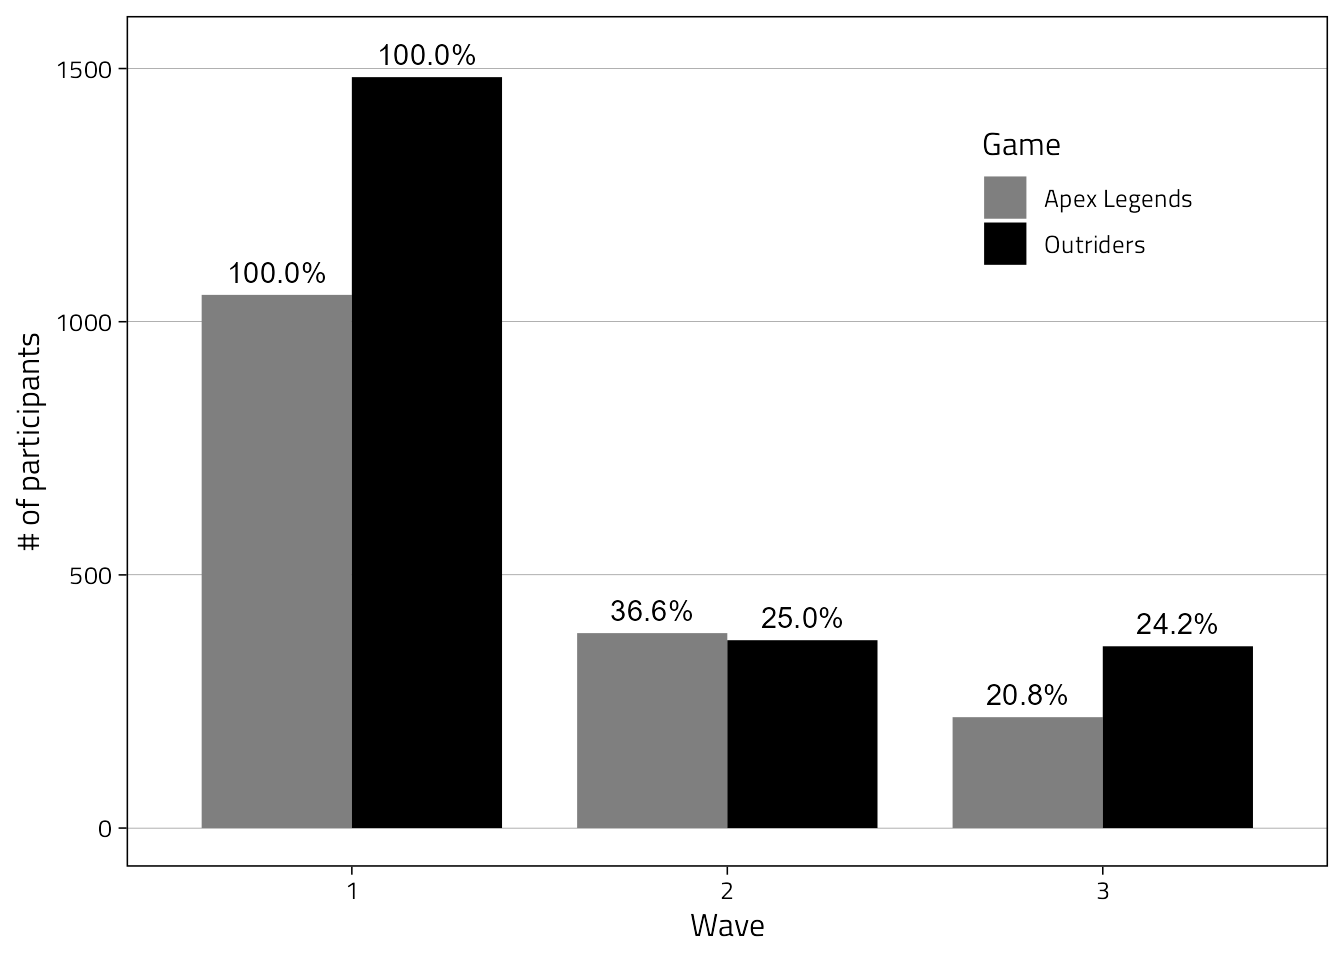 100.0%
1500
Game
Apex Legends
100.0%
Outriders
1000
# of participants
500
36.6%
25.0%
24.2%
20.8%
0
1
2
3
Wave